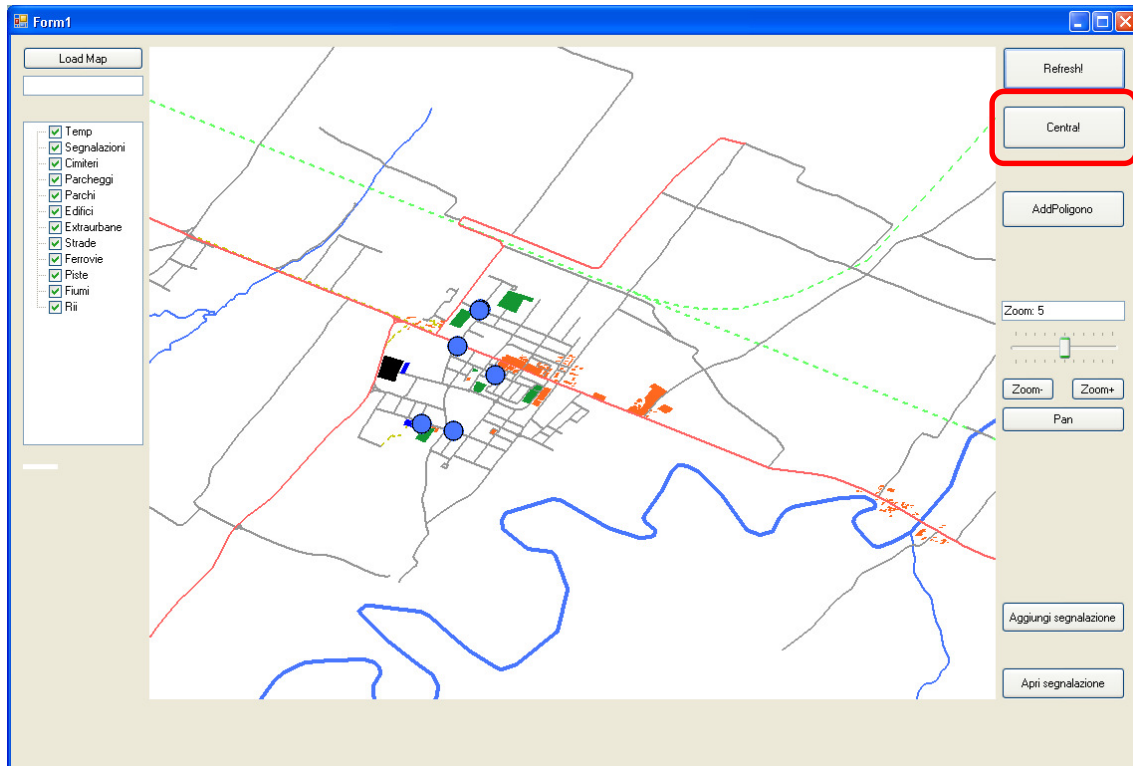 Form1
Load Map
Temp
Segnalazioni
Cimiteri
Parcheggi
Parchi
Edifici
Extraurbane
Strade
Ferrovie
Piste
Fiumi
Rii
Refresh!
Centra!
AddPoligono
Zoom: 5
Zoom-
Zoom+
Pan
Aggiungi segnalazione
Apri segnalazione